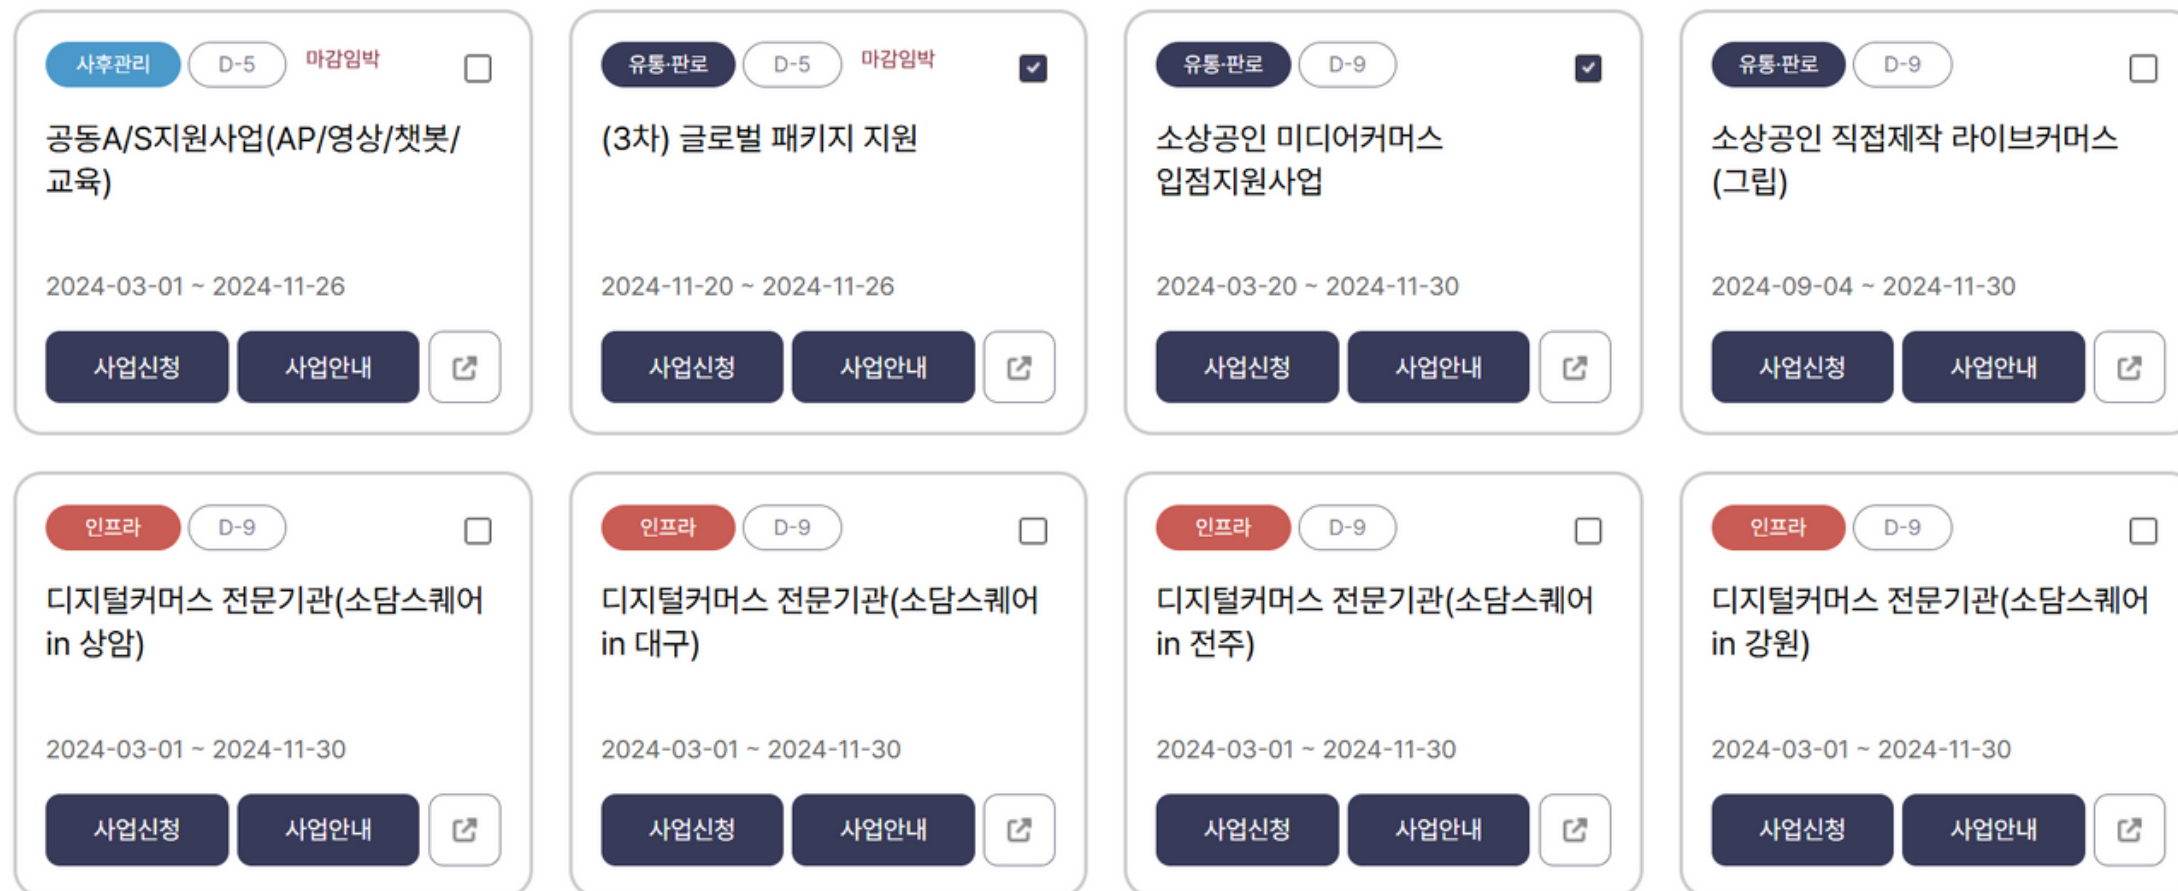 사후관리 D-5 마감임박
공동A/S지원사업(AP/영상/챗봇/
교육)
2024-03-01 ~ 2024-11-26
사업신청 사업안내
유통·판로 D-5 마감임박
(3차) 글로벌 패키지 지원
2024-11-20 ~ 2024-11-26
사업신청 사업안내
유통·판로 D-9
소상공인 미디어커머스
입점지원사업
2024-03-20 ~ 2024-11-30
사업신청 사업안내
유통·판로 D-9
소상공인 직접제작 라이브커머스
(그립)
2024-09-04 ~ 2024-11-30
사업신청 사업안내
인프라 D-9
디지털커머스 전문기관(소담스퀘어
in 상암)
2024-03-01 ~ 2024-11-30
사업신청 사업안내
인프라 D-9
디지털커머스 전문기관(소담스퀘어
in 대구)
2024-03-01 ~ 2024-11-30
사업신청 사업안내
인프라 D-9
디지털커머스 전문기관(소담스퀘어
in 전주)
2024-03-01 ~ 2024-11-30
사업신청 사업안내
인프라 D-9
디지털커머스 전문기관(소담스퀘어
in 강원)
2024-03-01 ~ 2024-11-30
사업신청 사업안내